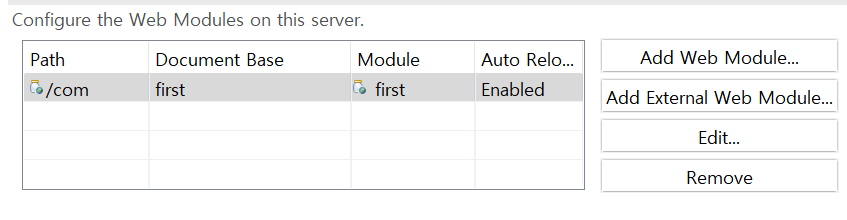 Configure the Web Modules on this server.
Path Document Base Module Auto Relo...
/com first first Enabled
Add Web Module...
Add External Web Module...
Edit...
Remove